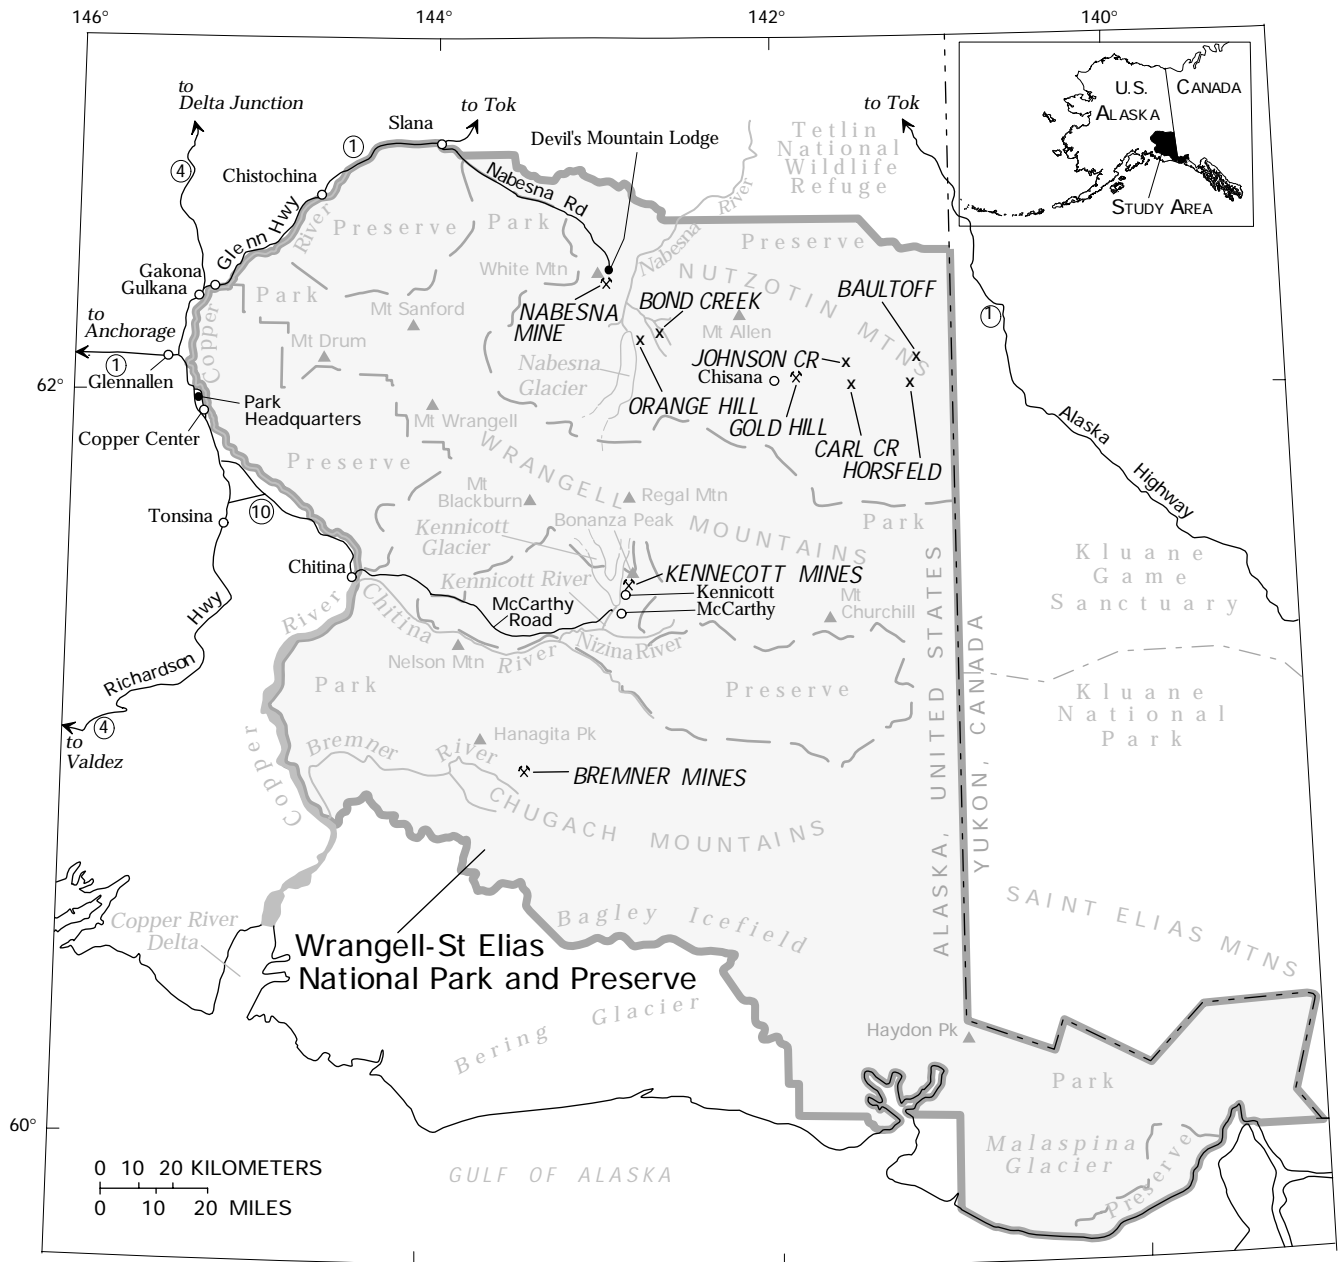 146°
144°
142°
140°
to
Delta Junction
to Tok
to Tok
Slana
Devil's Mountain Lodge
Tetlin
National
Wildlife
Refuge
U.S.
CANADA
ALASKA
STUDY AREA
1
4
Chistochina
Nabesna Rd
Glenn Hwy
River
Preserve
Park
Nabesna
River
Preserve
Gakona
Gulkana
Park
White Mtn
NUTZOTIN MTNS
BAULTOFF
BOND CREEK
NABESNA
MINE
Mt Sanford
Mt Allen
to
Anchorage
1
Mt Drum
Copper
Nabesna
Glacier
JOHNSON CR
Chisana
1
Glennallen
62°
Park
Headquarters
Copper Center
Mt Wrangell
ORANGE HILL
GOLD HILL
CARL CR
HORSFELD
Alaska
Highway
WRANGELL
MOUNTAINS
Preserve
Mt
Blackburn
Regal Mtn
Bonanza Peak
Park
Tonsina
10
Kennicott
Glacier
Chitina
Kennicott River
KENNECOTT MINES
Kennicott
McCarthy
McCarthy
Road
Mt
Churchill
Kluane
Game
Sanctuary
Hwy
River
Chitina
River
Nizina River
Nelson Mtn
Richardson
Park
Preserve
Kluane
National
Park
4
to
Valdez
Copper
Bremner
River
Hanagita Pk
BREMNER MINES
CHUGACH MOUNTAINS
ALASKA, UNITED STATES
YUKON, CANADA
SAINT ELIAS MTNS
Copper River
Delta
Bagley Icefield
Wrangell-St Elias
National Park and Preserve
Bering Glacier
Haydon Pk
Park
60°
Malaspina
Glacier
Preserve
GULF OF ALASKA
0 10 20 KILOMETERS
0 10 20 MILES